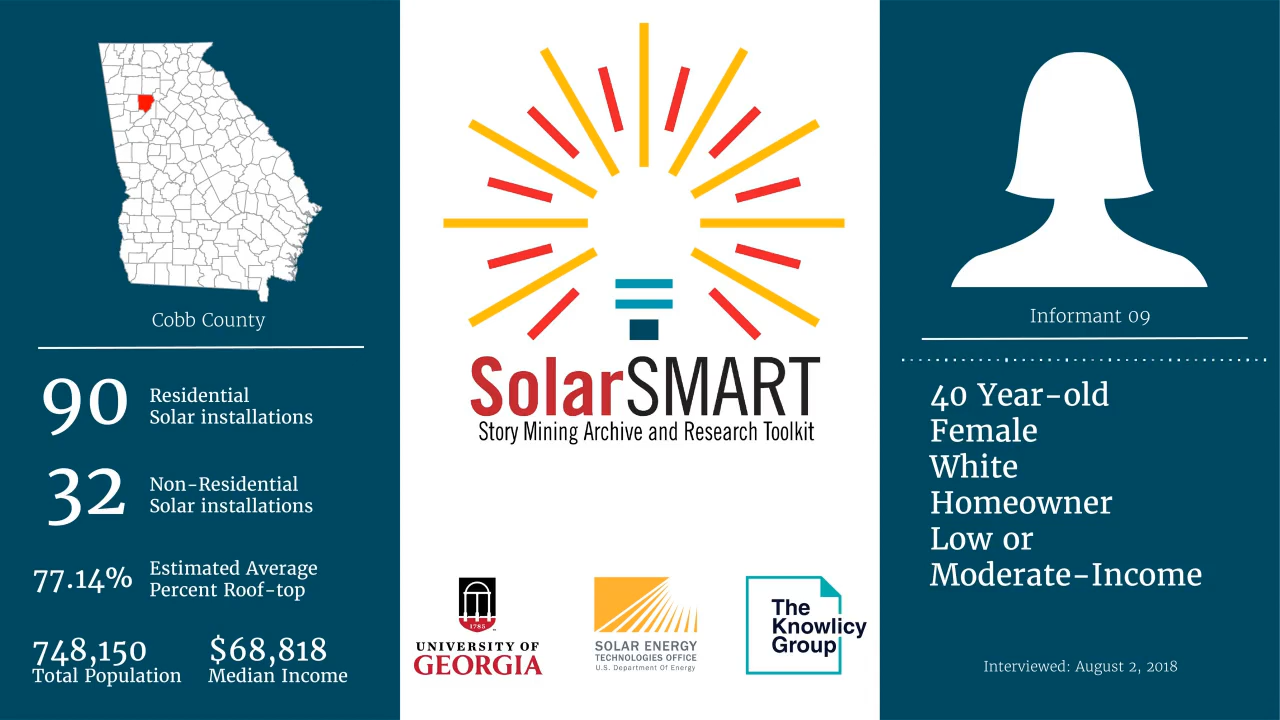 Cobb County
90
Residential
Solar installations
32
Non-Residential
Solar installations
77.14%
Estimated Average
Percent Roof-top
748,150
Total Population
$68,818
Median Income
SolarSMART
Story Mining Archive and Research Toolkit
1785
UNIVERSITY OF
GEORGIA
SOLAR ENERGY
TECHNOLOGIES OFFICE
U.S. Department Of Energy
The
Knowlicy
Group
Informant 09
40 Year-old
Female
White
Homeowner
Low or
Moderate-Income
Interviewed: August 2, 2018